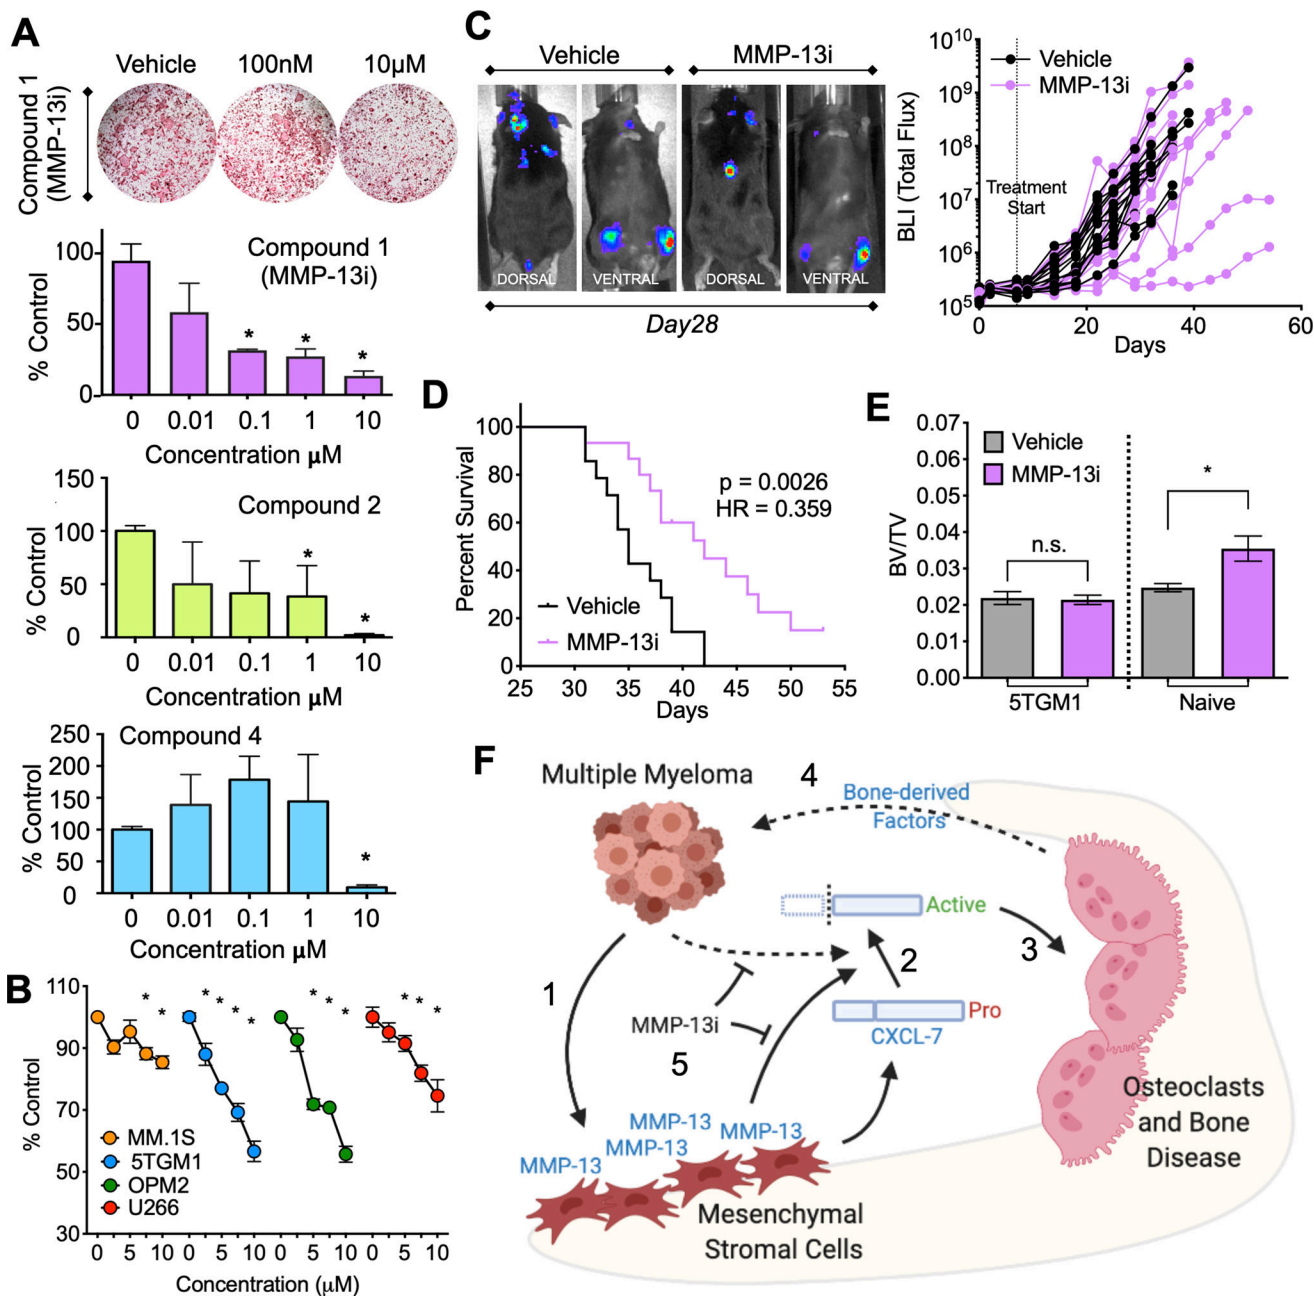 A
Vehicle 100nM 10µM
Compound 1
(MMP-13i)
Compound 1
(MMP-13i)
% Control
100
50
0
*
*
*
0 0.01 0.1 1 10
Concentration µM
Compound 2
% Control
150
100
50
0
*
*
0 0.01 0.1 1 10
Concentration µM
Compound 4
% Control
250
200
150
100
50
0
*
0 0.01 0.1 1 10
Concentration µM
B
% Control
110
90
70
50
30
* * * * * * * * * * * *
MM.1S
5TGM1
OPM2
U266
0 5 10 0 5 10 0 5 10 0 5 10
Concentration (µM)
C
Vehicle MMP-13i
DORSAL VENTRAL DORSAL VENTRAL
Day28
BLI (Total Flux)
10^10
10^9
10^8
10^7
10^6
10^5
Vehicle
MMP-13i
Treatment
Start
0 20 40 60
Days
D
Percent Survival
100
80
60
40
20
0
p = 0.0026
HR = 0.359
Vehicle
MMP-13i
25 30 35 40 45 50 55
Days
E
BV/TV
0.07
0.06
0.05
0.04
0.03
0.02
0.01
0.00
Vehicle
MMP-13i
n.s.
*
5TGM1 Naive
F
Multiple Myeloma
4
Bone-derived
Factors
Active
1
2
3
MMP-13i
5
Pro
CXCL-7
MMP-13
MMP-13
MMP-13
MMP-13
Mesenchymal
Stromal Cells
Osteoclasts
and Bone
Disease